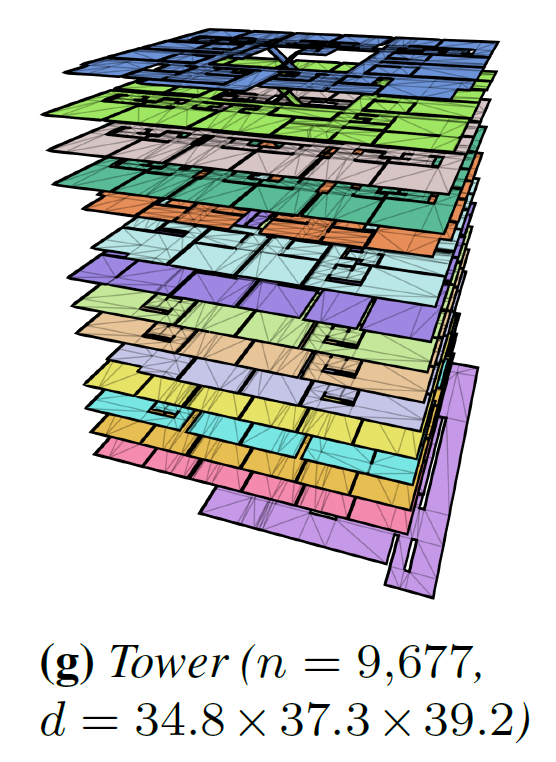 (g) Tower (n = 9,677,
d = 34.8 × 37.3 × 39.2)